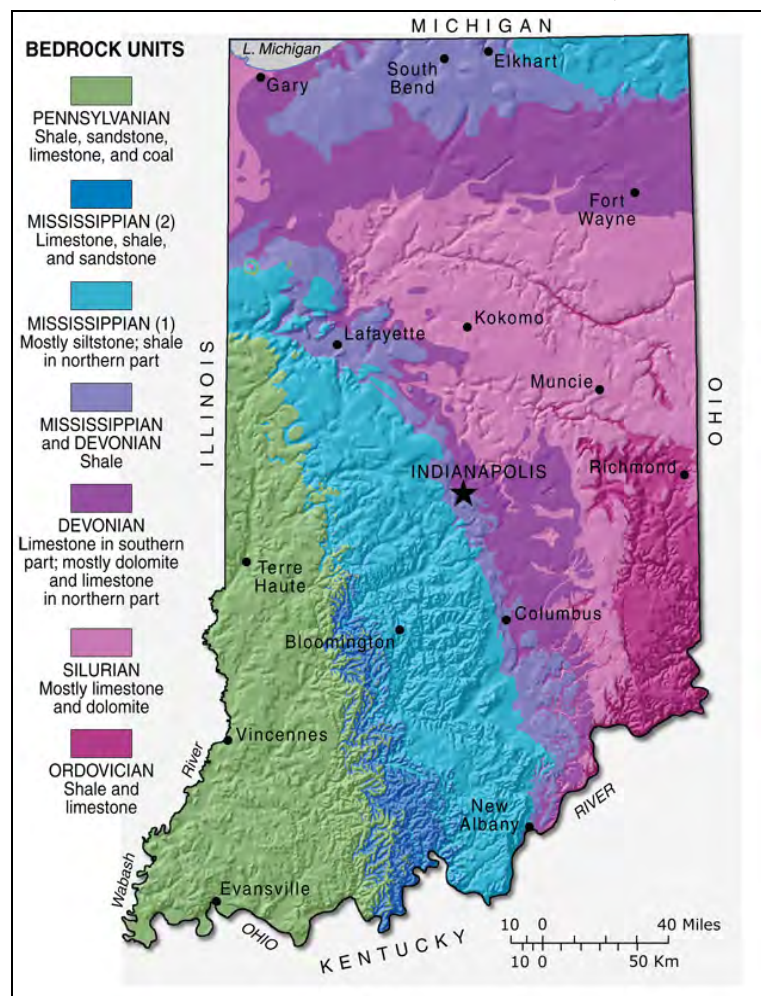 MICHIGAN
BEDROCK UNITS
PENNSYLVANIAN
Shale, sandstone,
limestone, and coal
MISSISSIPPIAN (2)
Limestone, shale,
and sandstone
MISSISSIPPIAN (1)
Mostly siltstone; shale
in northern part
MISSISSIPPIAN
and DEVONIAN
Shale
DEVONIAN
Limestone in southern
part; mostly dolomite
and limestone
in northern part
SILURIAN
Mostly limestone
and dolomite
ORDOVICIAN
Shale and
limestone
L. Michigan
Gary
South
Bend
Elkhart
Fort
Wayne
Lafayette
Kokomo
Muncie
ILLINOIS
OHIO
INDIANAPOLIS
Richmond
Terre
Haute
Bloomington
Columbus
Vincennes
River
Wabash
New
Albany
RIVER
Evansville
OHIO
KENTUCKY
10 0 40 Miles
10 0 50 Km